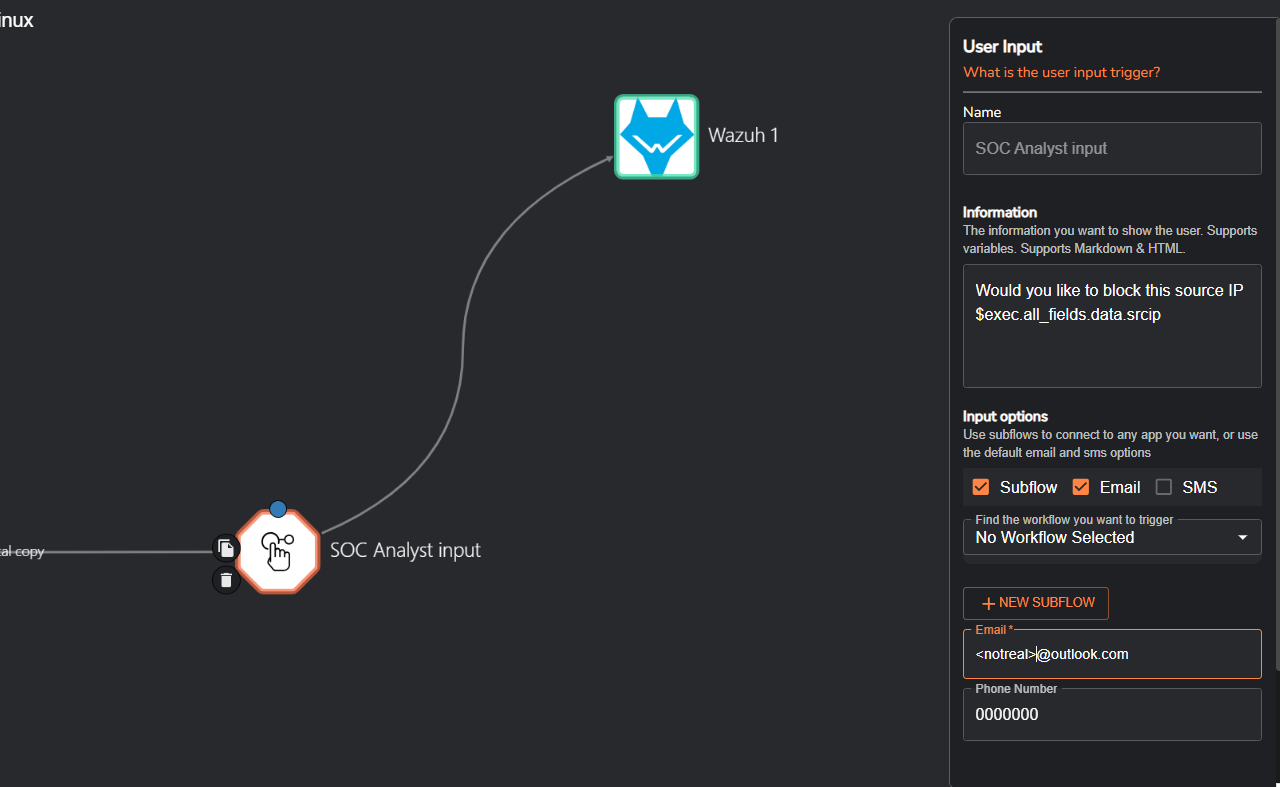 inux
Wazuh 1
al copy
SOC Analyst input
User Input
What is the user input trigger?
Name
SOC Analyst input
Information
The information you want to show the user. Supports
variables. Supports Markdown & HTML.
Would you like to block this source IP
$exec.all_fields.data.srcip
Input options
Use subflows to connect to any app you want, or use
the default email and sms options
Subflow Email SMS
Find the workflow you want to trigger
No Workflow Selected
+ NEW SUBFLOW
Email *
<notreal>@outlook.com
Phone Number
0000000